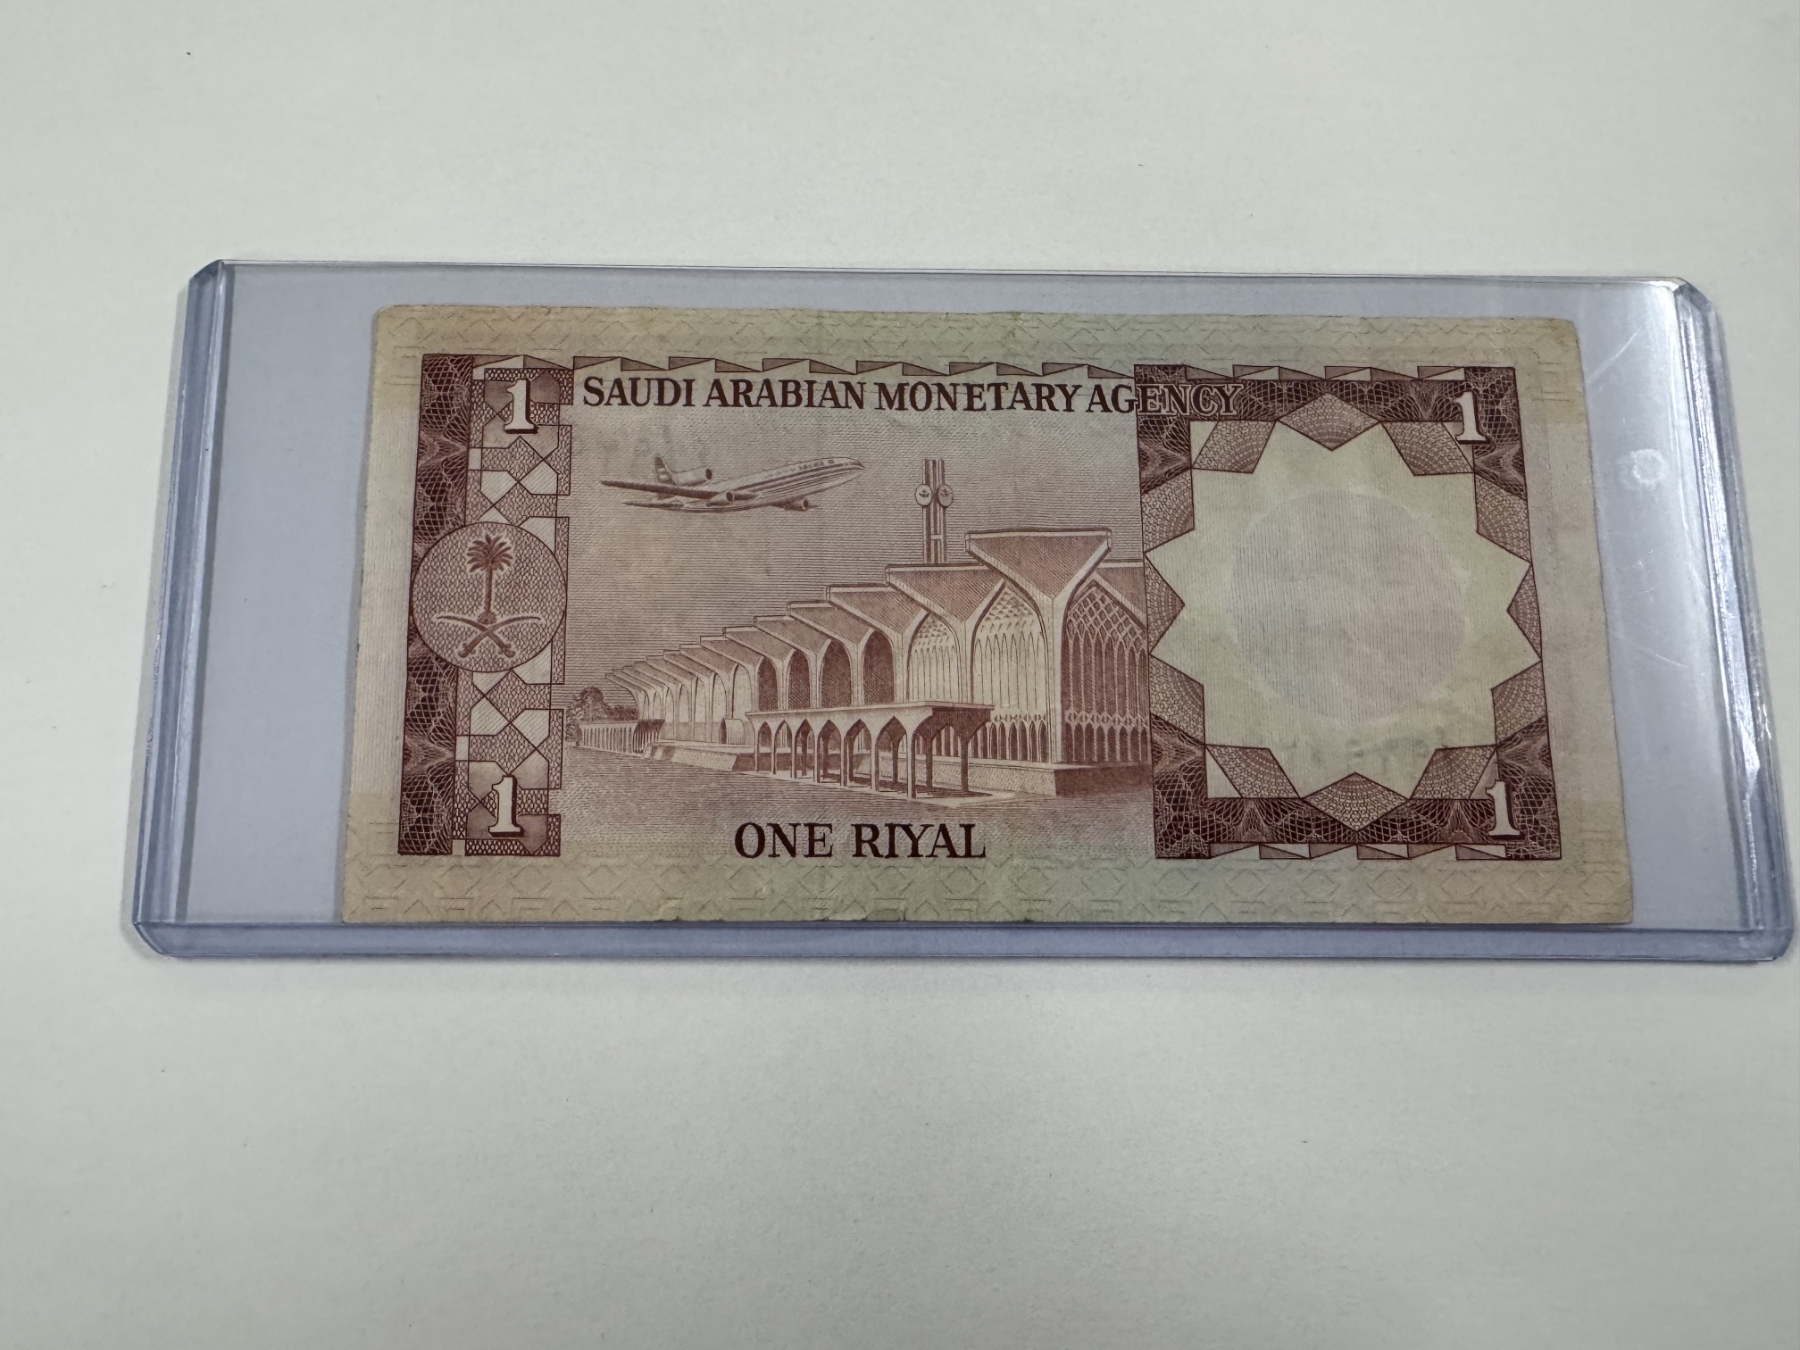 1 SAUDI ARABIAN MONETARY AGENCY 1
1 ONE RIYAL 1